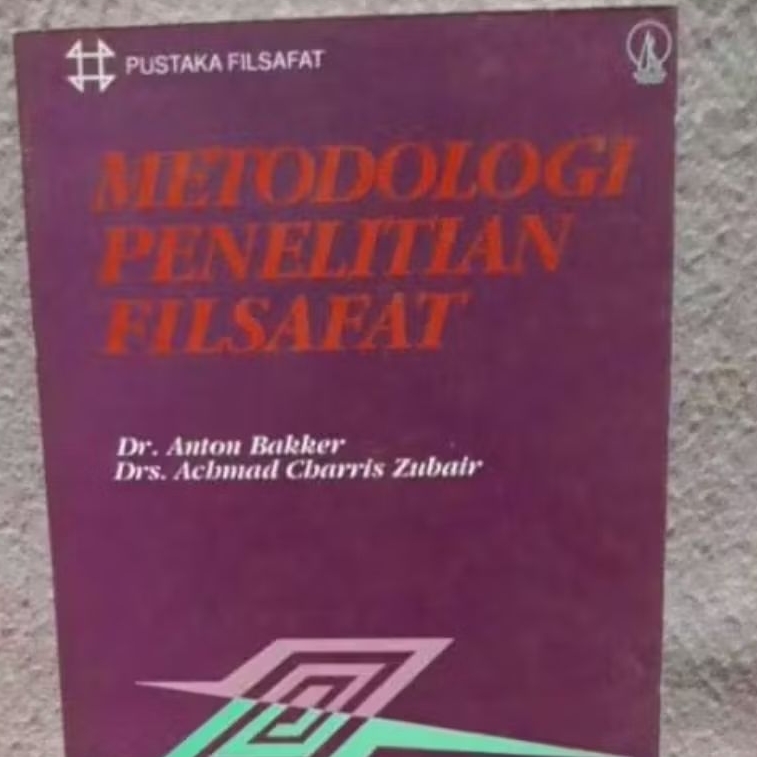 PUSTAKA FILSAFAT
METODOLOGI
PENELITIAN
FILSAFAT
Dr. Anton Bakker
Drs. Achmad Charris Zubair